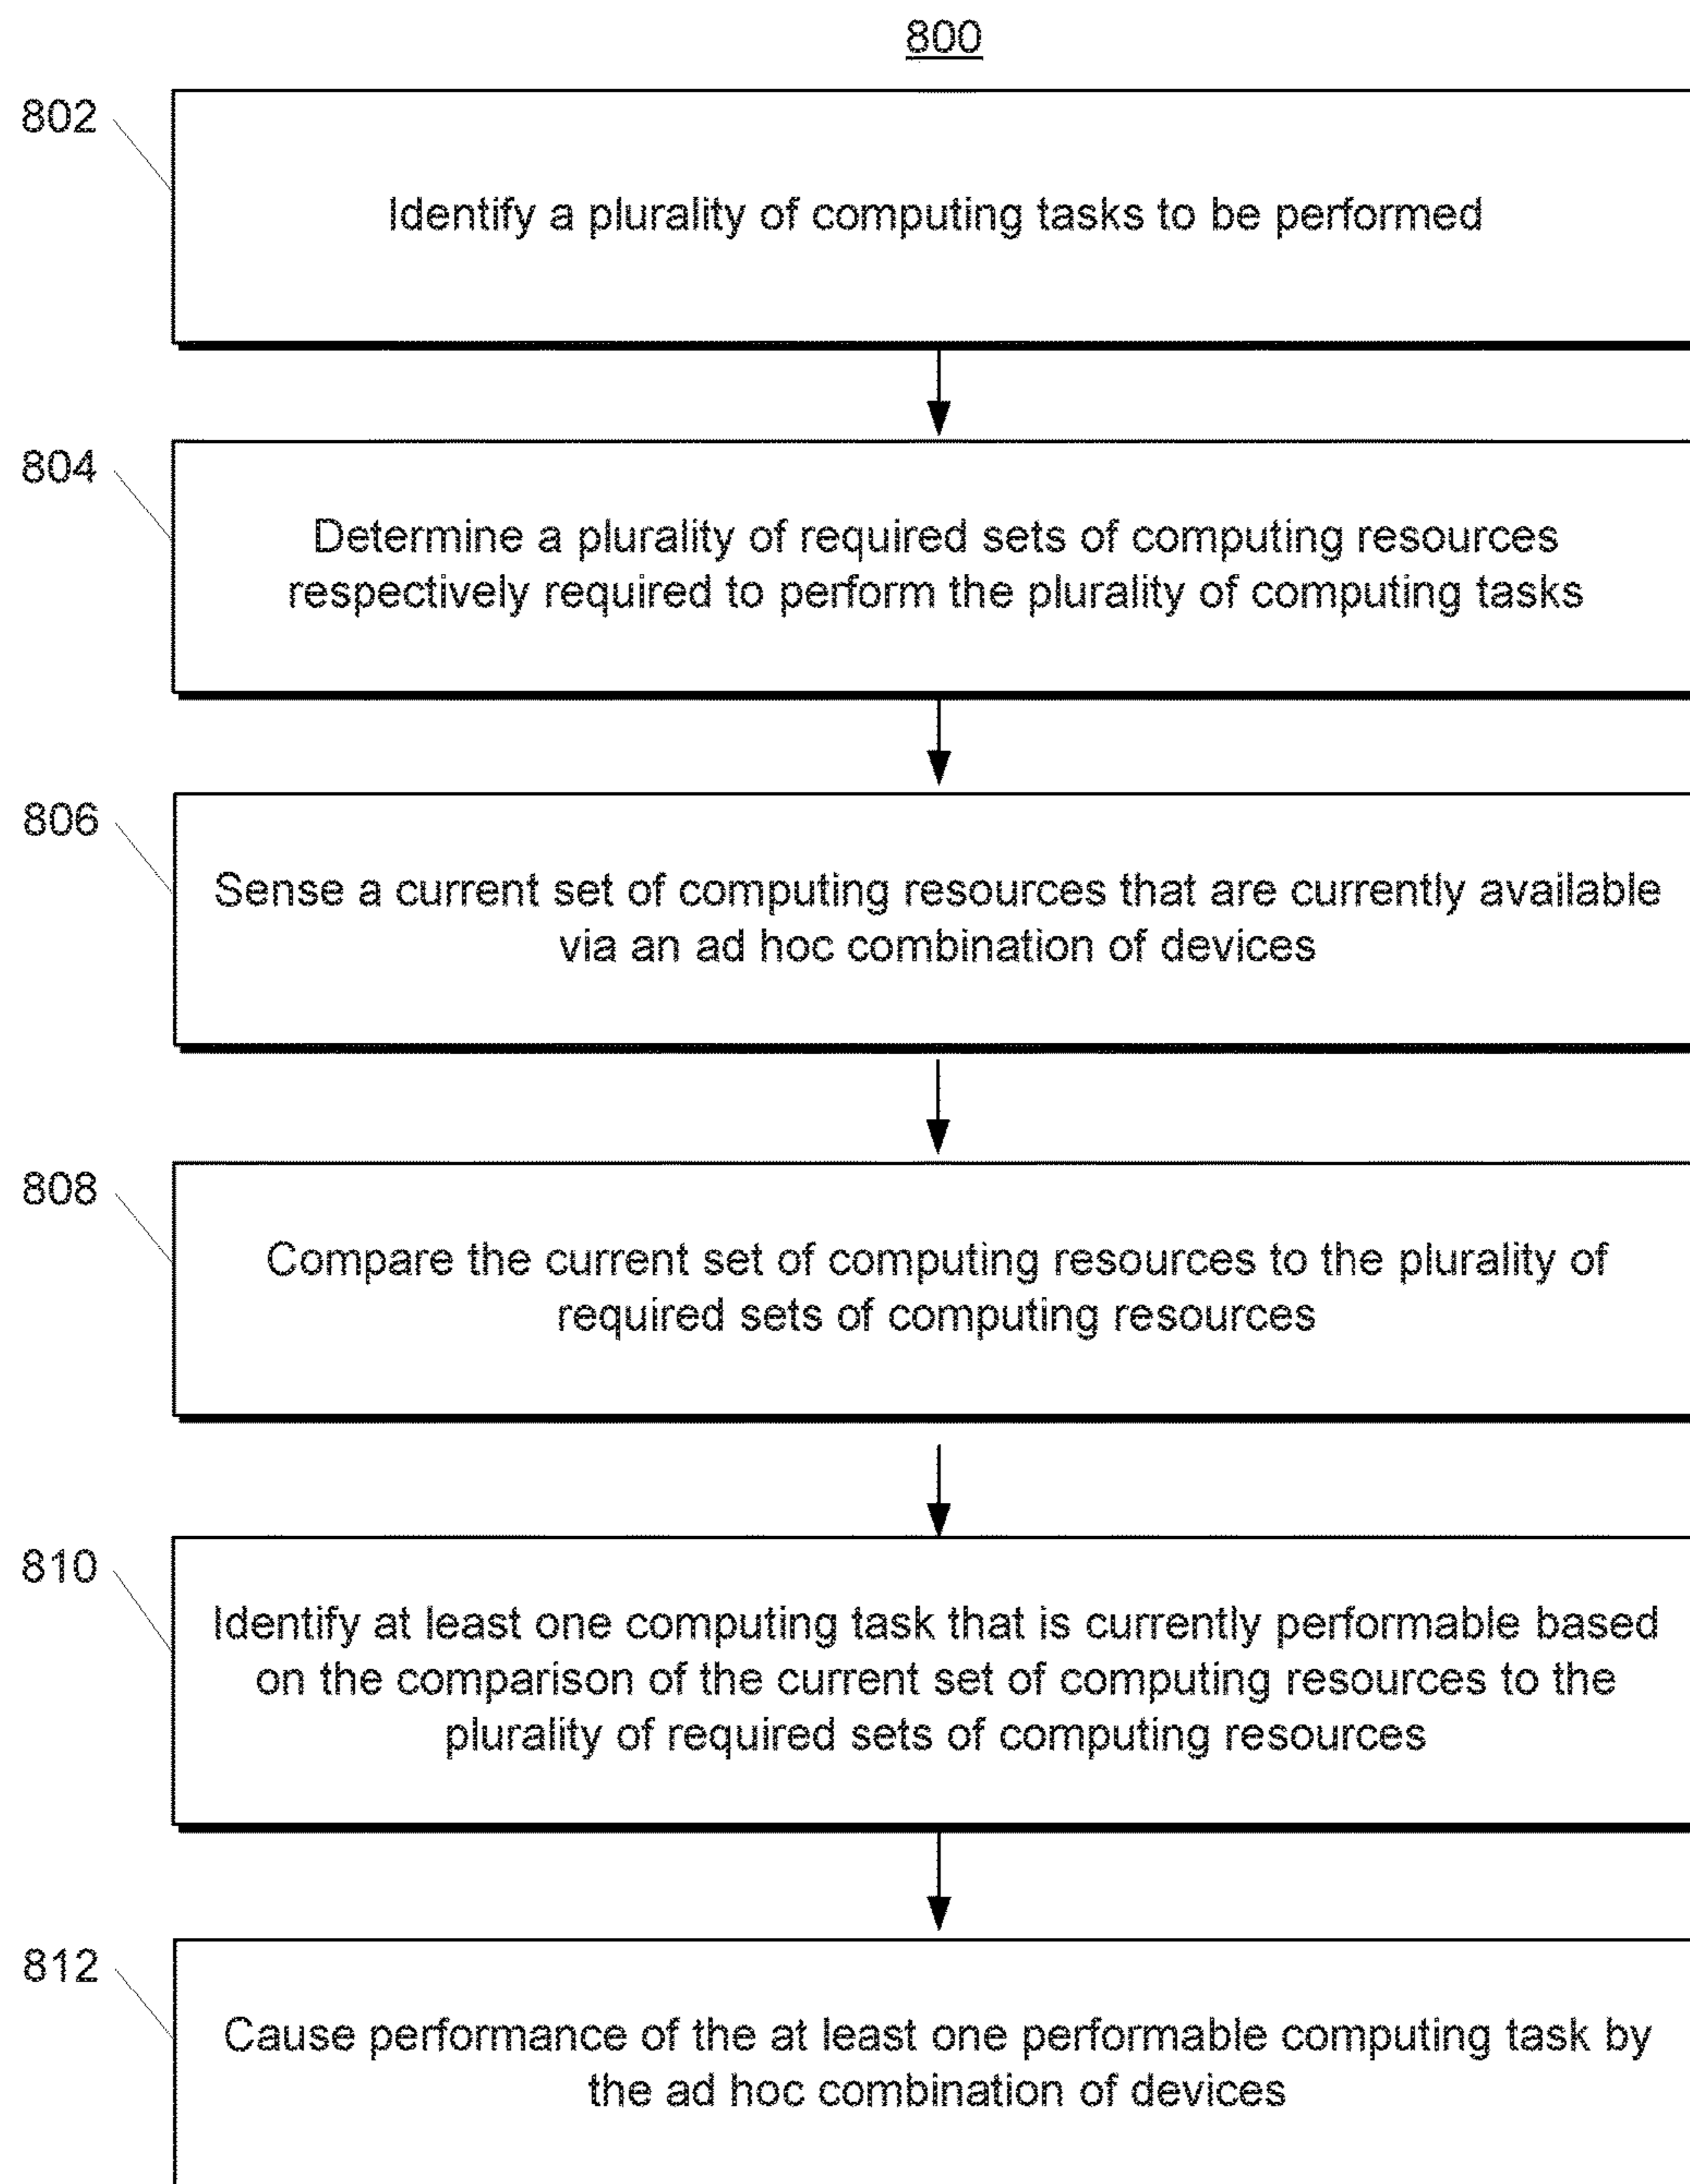 800
802
Identify a plurality of computing tasks to be performed
804
Determine a plurality of required sets of computing resources
respectively required to perform the plurality of computing tasks
806
Sense a current set of computing resources that are currently available
via an ad hoc combination of devices
808
Compare the current set of computing resources to the plurality of
required sets of computing resources
810
Identify at least one computing task that is currently performable based
on the comparison of the current set of computing resources to the
plurality of required sets of computing resources
812
Cause performance of the at least one performable computing task by
the ad hoc combination of devices